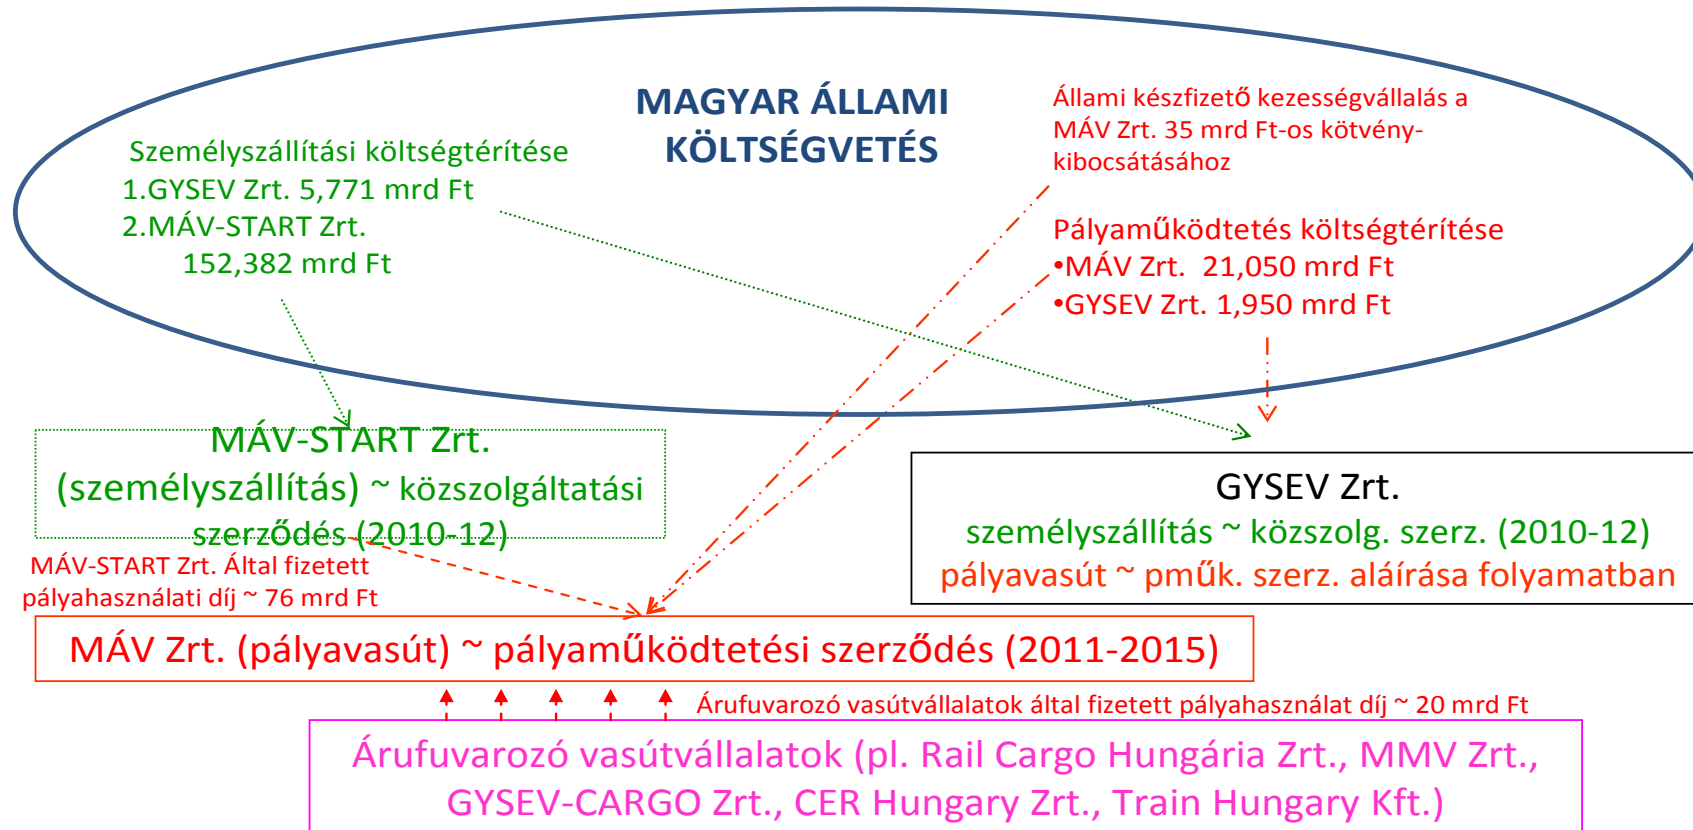 MAGYAR ÁLLAMI
KÖLTSÉGVETÉS
Személyszállítási költségtérítése
1.GYSEV Zrt. 5,771 mrd Ft
2.MÁV-START Zrt.
152,382 mrd Ft
Állami készfizető kezességvállalás a
MÁV Zrt. 35 mrd Ft-os kötvény-
kibocsátásához
Pályaműködtetés költségtérítése
•MÁV Zrt. 21,050 mrd Ft
•GYSEV Zrt. 1,950 mrd Ft
MÁV-START Zrt.
(személyszállítás) ~ közszolgáltatási
szerződés (2010-12)
GYSEV Zrt.
személyszállítás ~ közszolg. szerz. (2010-12)
pályavasút ~ pműk. szerz. aláírása folyamatban
MÁV-START Zrt. Által fizetett
pályahasználati díj ~ 76 mrd Ft
MÁV Zrt. (pályavasút) ~ pályaműködtetési szerződés (2011-2015)
Árufuvarozó vasútvállalatok által fizetett pályahasználat díj ~ 20 mrd Ft
Árufuvarozó vasútvállalatok (pl. Rail Cargo Hungária Zrt., MMV Zrt.,
GYSEV-CARGO Zrt., CER Hungary Zrt., Train Hungary Kft.)